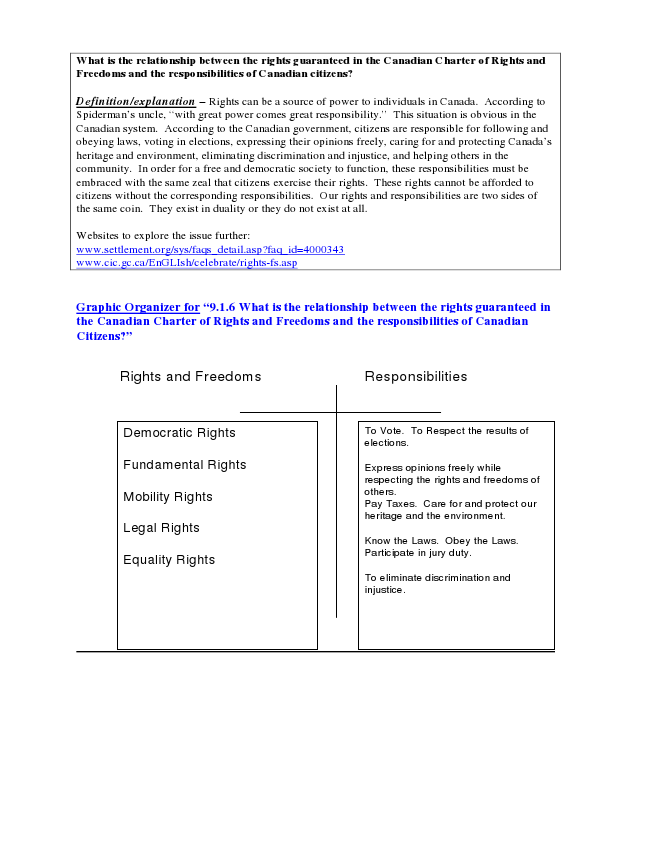 What is the relationship between the rights guaranteed in the Canadian Charter of Rights and
Freedoms and the responsibilities of Canadian citizens?
Definition/explanation – Rights can be a source of power to individuals in Canada. According to
Spiderman's uncle, "with great power comes great responsibility." This situation is obvious in the
Canadian system. According to the Canadian government, citizens are responsible for following and
obeying laws, voting in elections, expressing their opinions freely, caring for and protecting Canada's
heritage and environment, eliminating discrimination and injustice, and helping others in the
community. In order for a free and democratic society to function, these responsibilities must be
embraced with the same zeal that citizens exercise their rights. These rights cannot be afforded to
citizens without the corresponding responsibilities. Our rights and responsibilities are two sides of
the same coin. They exist in duality or they do not exist at all.
Websites to explore the issue further:
www.settlement.org/sys/faqs_detail.asp?faq_id=4000343
www.cic.gc.ca/EnGLIsh/celebrate/rights-fs.asp
Graphic Organizer for "9.1.6 What is the relationship between the rights guaranteed in
the Canadian Charter of Rights and Freedoms and the responsibilities of Canadian
Citizens?"
Rights and Freedoms
Democratic Rights
Fundamental Rights
Mobility Rights
Legal Rights
Equality Rights
Responsibilities
To Vote. To Respect the results of
elections.
Express opinions freely while
respecting the rights and freedoms of
others.
Pay Taxes. Care for and protect our
heritage and the environment.
Know the Laws. Obey the Laws.
Participate in jury duty.
To eliminate discrimination and
injustice.